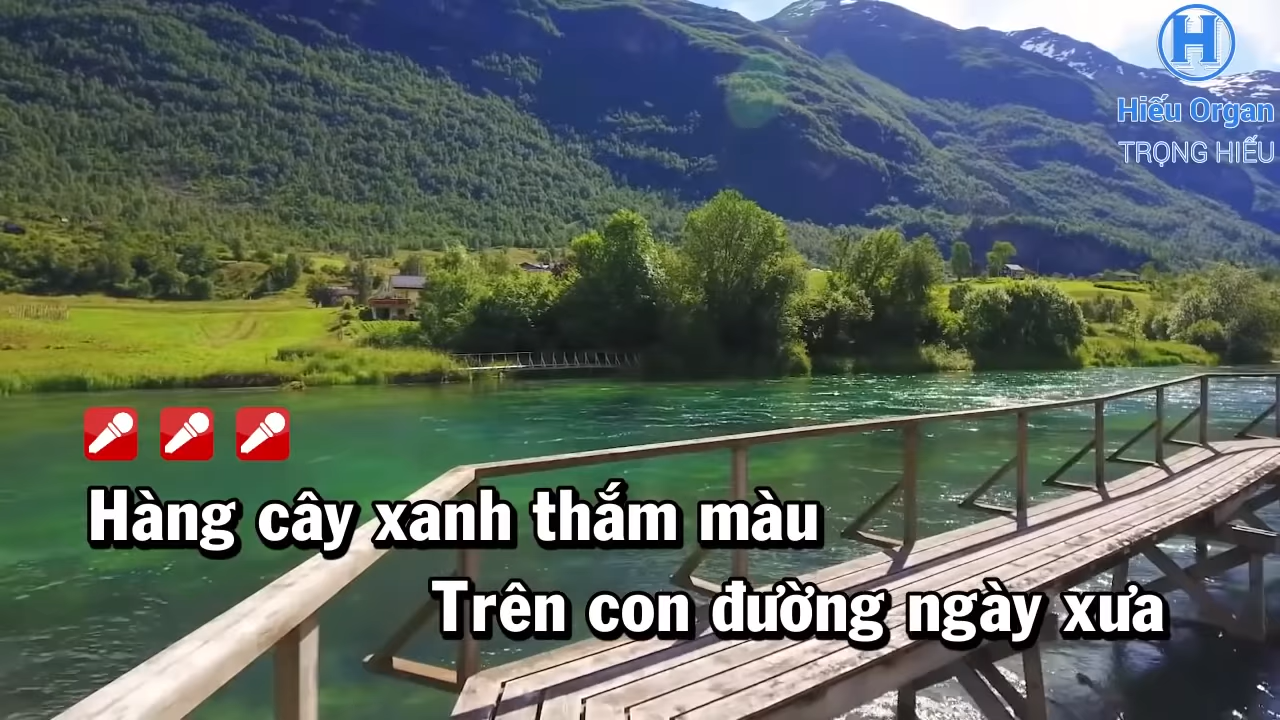 H
Hiếu Organ
TRỌNG HIẾU
Hàng cây xanh thắm màu
Trên con đường ngày xưa